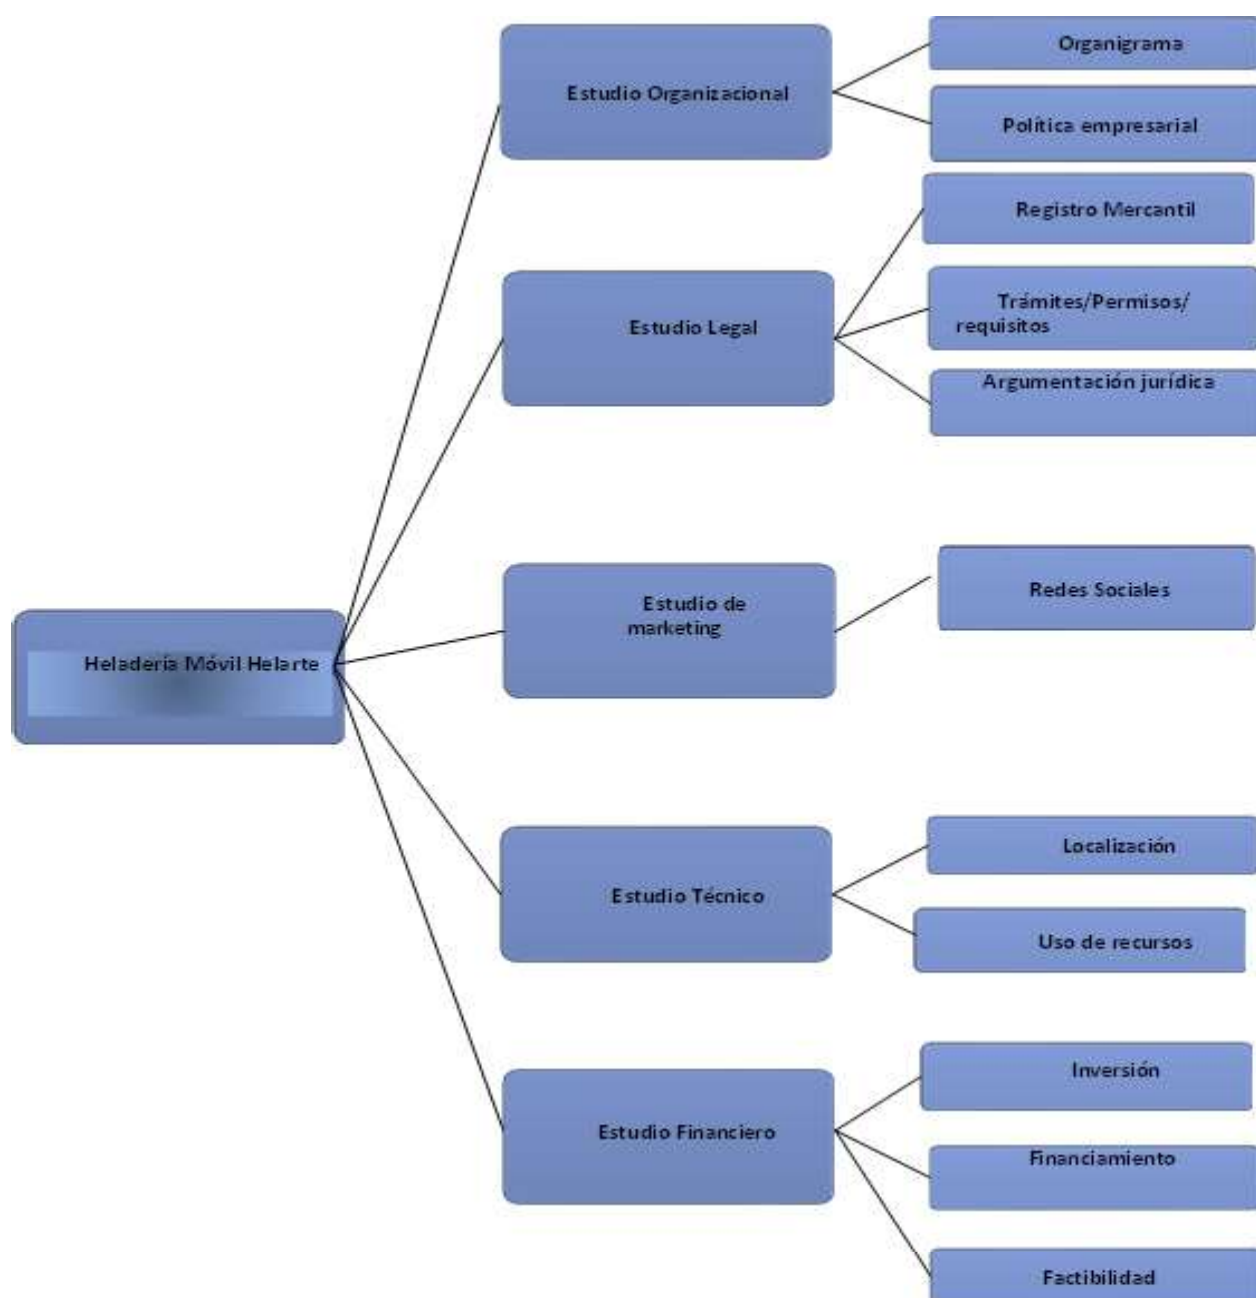 Heladería Móvil Helarte
Estudio Organizacional
Organigrama
Política empresarial
Estudio Legal
Registro Mercantil
Trámites/Permisos/
requisitos
Argumentación jurídica
Estudio de
marketing
Redes Sociales
Estudio Técnico
Localización
Uso de recursos
Estudio Financiero
Inversión
Financiamiento
Factibilidad